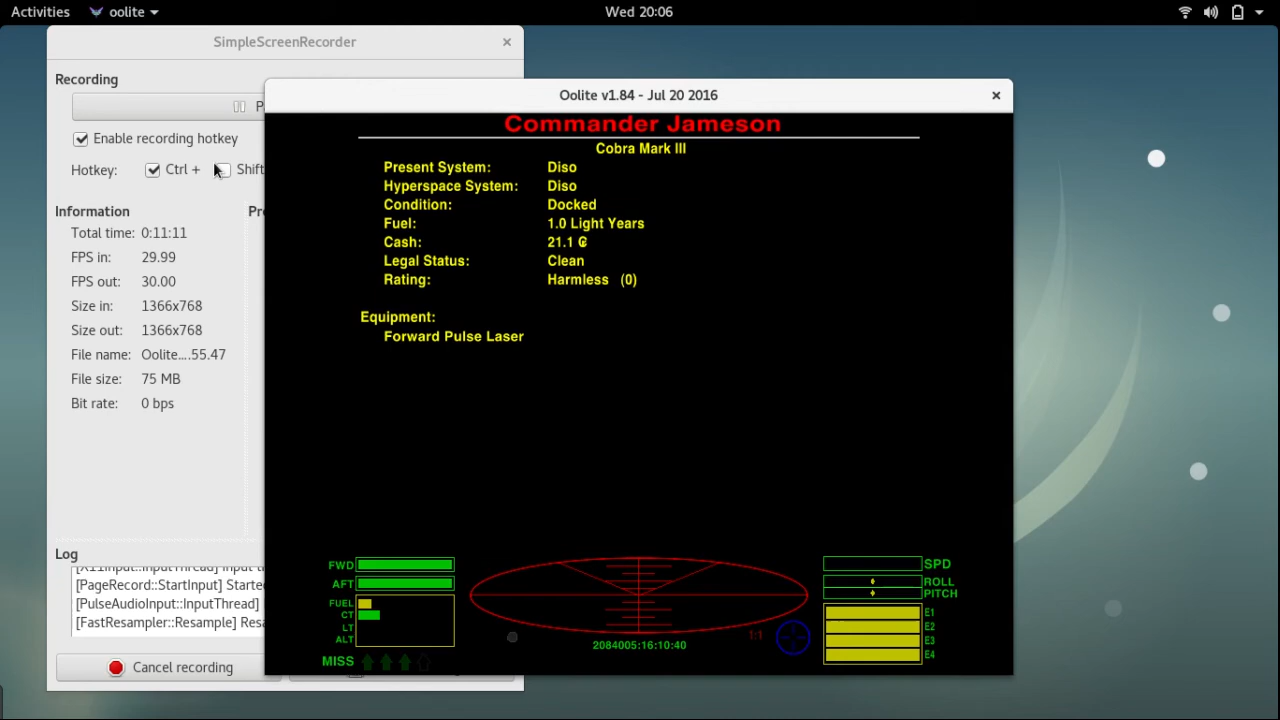 Activities oolite Wed 20:06
SimpleScreenRecorder
Recording
Enable recording hotkey
Hotkey: Ctrl + Shift
Information
Total time: 0:11:11
FPS in: 29.99
FPS out: 30.00
Size in: 1366x768
Size out: 1366x768
File name: Oolite....55.47
File size: 75 MB
Bit rate: 0 bps
Log
[PageRecord::StartInput] Started
[PulseAudioInput::InputThread]
[FastResampler::Resample] Resa
Cancel recording
Oolite v1.84 - Jul 20 2016
Commander Jameson
Cobra Mark III
Present System: Diso
Hyperspace System: Diso
Condition: Docked
Fuel: 1.0 Light Years
Cash: 21.1 ₢
Legal Status: Clean
Rating: Harmless (0)
Equipment:
Forward Pulse Laser
FWD
AFT
FUEL
CT
LT
ALT
MISS
1:1
2084005:16:10:40
SPD
ROLL
PITCH
E1
E2
E3
E4